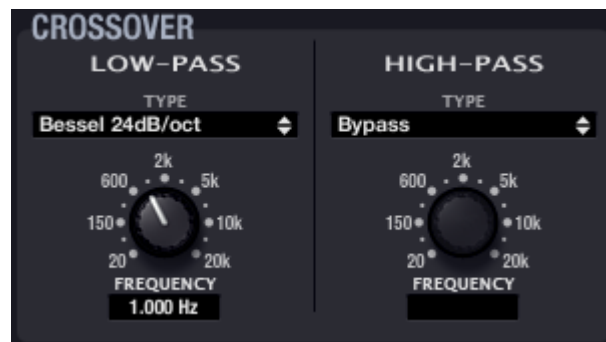 CROSSOVER
LOW-PASS
TYPE
Bessel 24dB/oct
2k
600
5k
150
10k
20
20k
FREQUENCY
1.000 Hz
HIGH-PASS
TYPE
Bypass
2k
600
5k
150
10k
20
20k
FREQUENCY